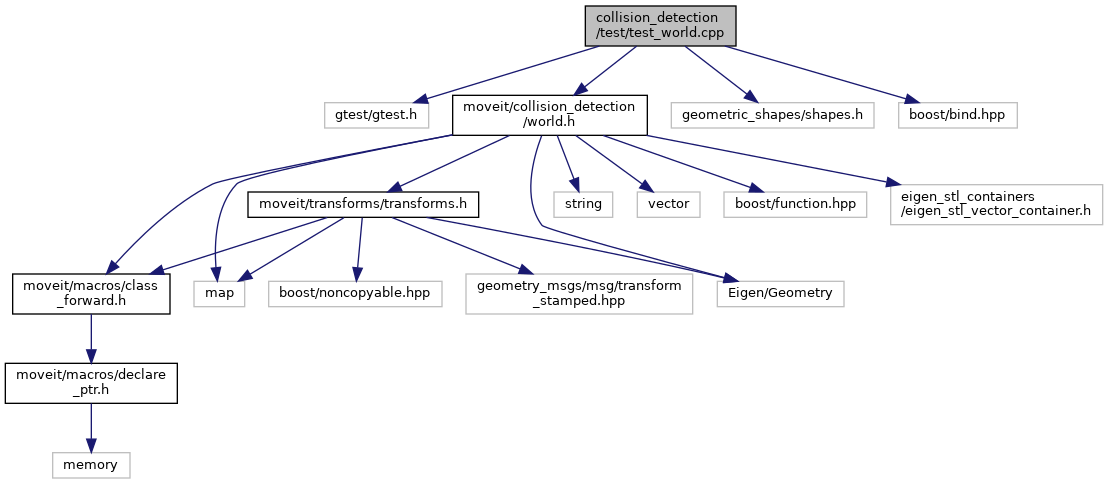 collision_detection
/test/test_world.cpp
gtest/gtest.h
moveit/collision_detection
/world.h
geometric_shapes/shapes.h
boost/bind.hpp
moveit/transforms/transforms.h
string
vector
boost/function.hpp
eigen_stl_containers
/eigen_stl_vector_container.h
moveit/macros/class
_forward.h
map
boost/noncopyable.hpp
geometry_msgs/msg/transform
_stamped.hpp
Eigen/Geometry
moveit/macros/declare
_ptr.h
memory